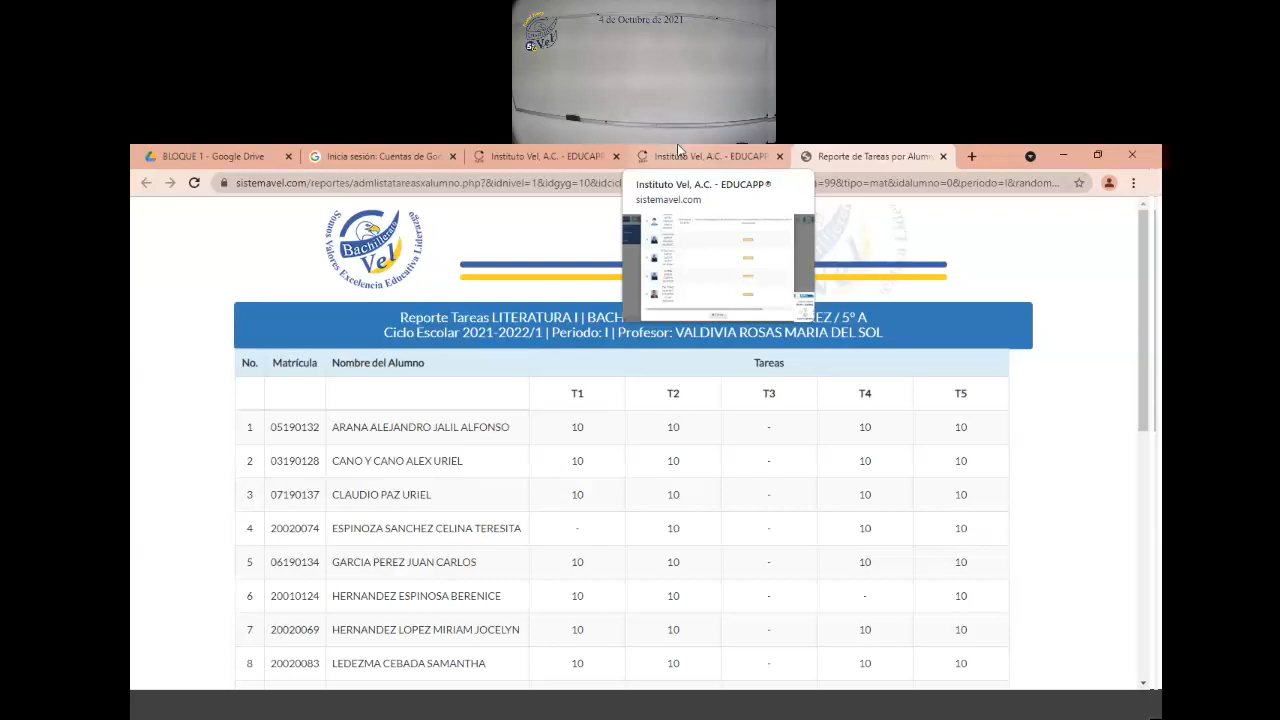 4 de Octubre de 2021
Vel
BLOQUE 1 - Google Drive
Inicia sesión: Cuentas de Goo
Instituto Vel, A.C. - EDUCAPP
Instituto Vel, A.C. - EDUCAPP
Reporte de Tareas por Alumn
sistemavel.com/reportes/admlistatareasxalumno.php?&idnivel=1&idgyg=10&idcic
=99&tipo=mat&idalumno=0&periodo=I&random...
Instituto Vel, A.C. - EDUCAPP®
sistemavel.com
Bachillerato
Vel
Somos Valores Excelencia Educativa Integradora
Reporte Tareas LITERATURA I | BACH
EZ / 5° A
Ciclo Escolar 2021-2022/1 | Periodo: I | Profesor: VALDIVIA ROSAS MARIA DEL SOL
No. Matrícula Nombre del Alumno Tareas
T1 T2 T3 T4 T5
1 05190132 ARANA ALEJANDRO JALIL ALFONSO 10 10 - 10 10
2 03190128 CANO Y CANO ALEX URIEL 10 10 - 10 10
3 07190137 CLAUDIO PAZ URIEL 10 10 - 10 10
4 20020074 ESPINOZA SANCHEZ CELINA TERESITA - 10 - 10 10
5 06190134 GARCIA PEREZ JUAN CARLOS 10 10 - 10 10
6 20010124 HERNANDEZ ESPINOSA BERENICE 10 10 - - 10
7 20020069 HERNANDEZ LOPEZ MIRIAM JOCELYN 10 10 - 10 10
8 20020083 LEDEZMA CEBADA SAMANTHA 10 10 - 10 10